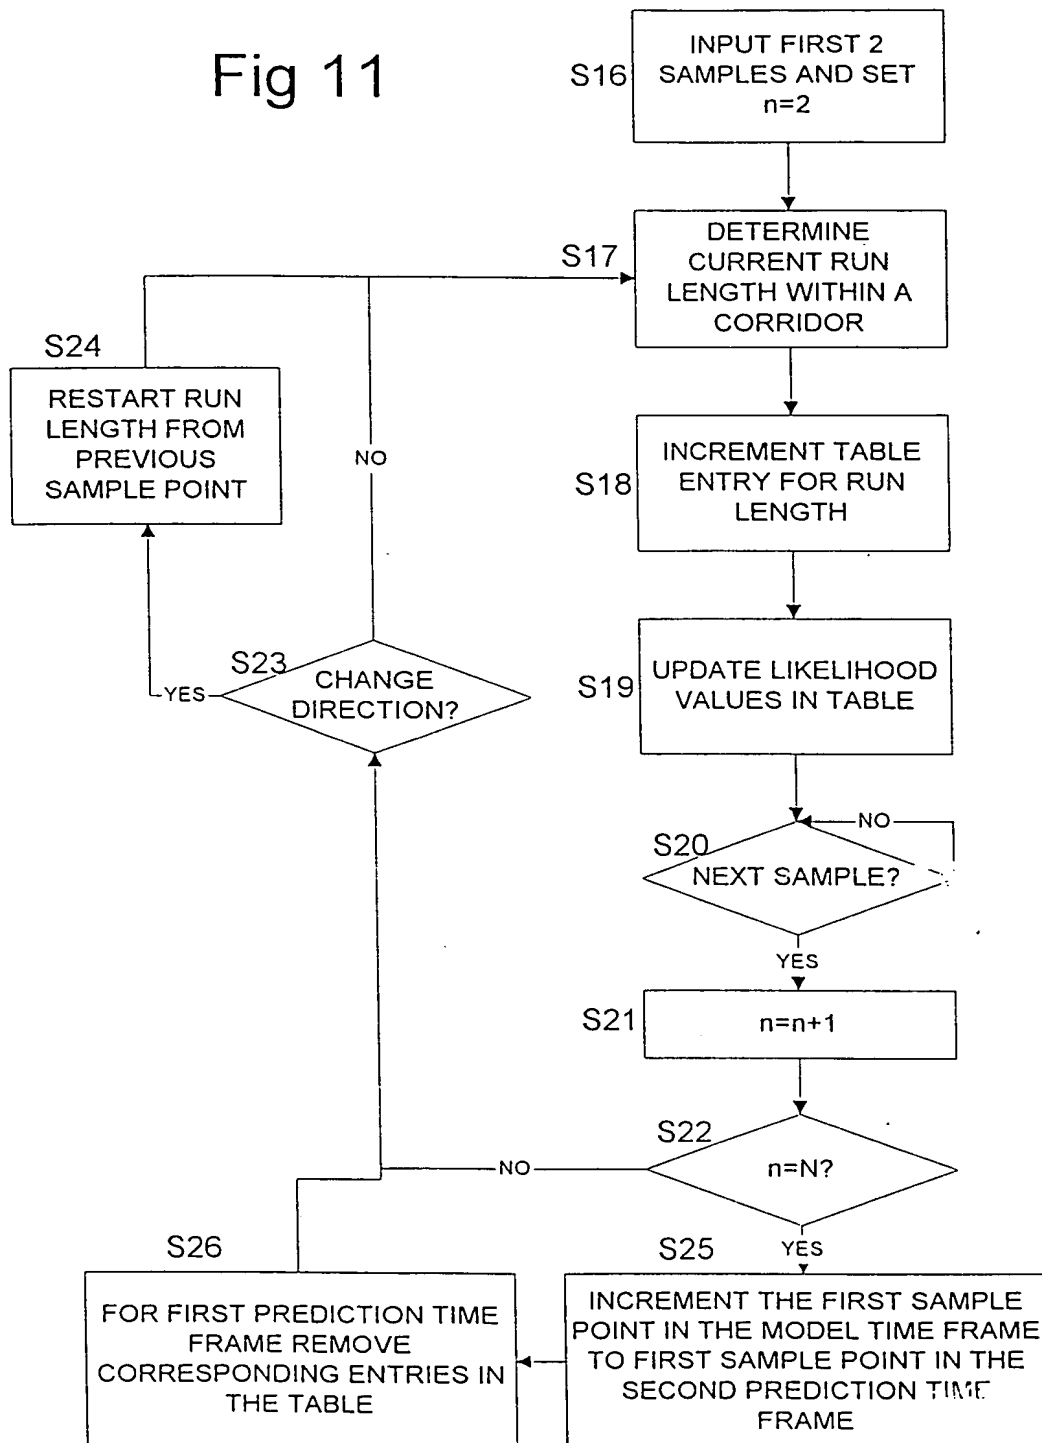 Fig 11
S16
INPUT FIRST 2
SAMPLES AND SET
n=2
S17
DETERMINE
CURRENT RUN
LENGTH WITHIN A
CORRIDOR
S24
RESTART RUN
LENGTH FROM
PREVIOUS
SAMPLE POINT
NO
S18
INCREMENT TABLE
ENTRY FOR RUN
LENGTH
S23
CHANGE
DIRECTION?
YES
S19
UPDATE LIKELIHOOD
VALUES IN TABLE
NO
S20
NEXT SAMPLE?
YES
S21
n=n+1
S22
n=N?
NO
YES
S26
FOR FIRST PREDICTION TIME
FRAME REMOVE
CORRESPONDING ENTRIES IN
THE TABLE
S25
INCREMENT THE FIRST SAMPLE
POINT IN THE MODEL TIME FRAME
TO FIRST SAMPLE POINT IN THE
SECOND PREDICTION TIME
FRAME